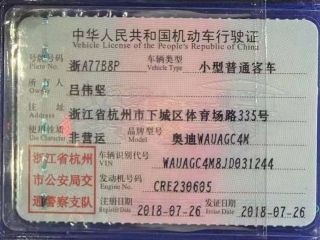 中华人民共和国机动车行驶证
Vehicle License of the People's Republic of China
号牌号码 浙A77B8P 车辆类型 小型普通客车
Plate No. Vehicle Type
所有人 吕伟坚
Owner
住址 浙江省杭州市下城区体育场路335号
Address
使用性质 非营运 品牌型号 奥迪WAUAGC4M
Use Character Model
浙江省杭州
市公安局交
通警察支队
车辆识别代号 WAUAGC4M8JD031244
VIN
发动机号码 CRE230605
Engine No.
注册日期 2018-07-26 发证日期 2018-07-26
Register Date Issue Date